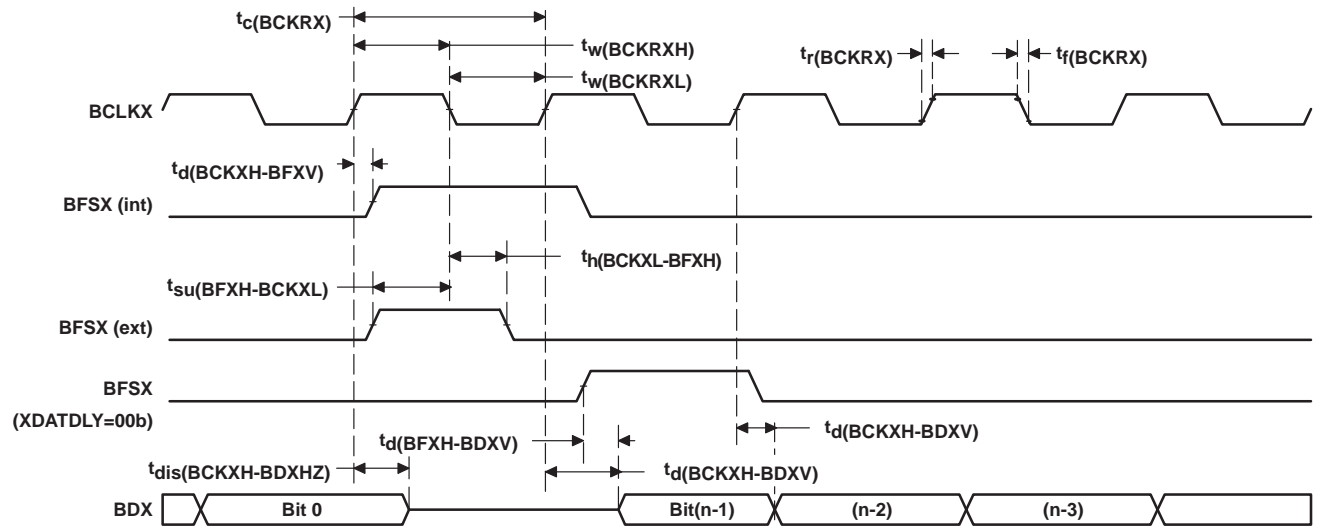 tc(BCKRX)
tw(BCKRXH)
tr(BCKRX)
tf(BCKRX)
tw(BCKRXL)
BCLKX
td(BCKXH-BFXV)
BFSX (int)
th(BCKXL-BFXH)
tsu(BFXH-BCKXL)
BFSX (ext)
BFSX
(XDATDLY=00b)
td(BFXH-BDXV)
td(BCKXH-BDXV)
tdis(BCKXH-BDXHZ)
td(BCKXH-BDXV)
BDX
Bit 0
Bit(n-1)
(n-2)
(n-3)